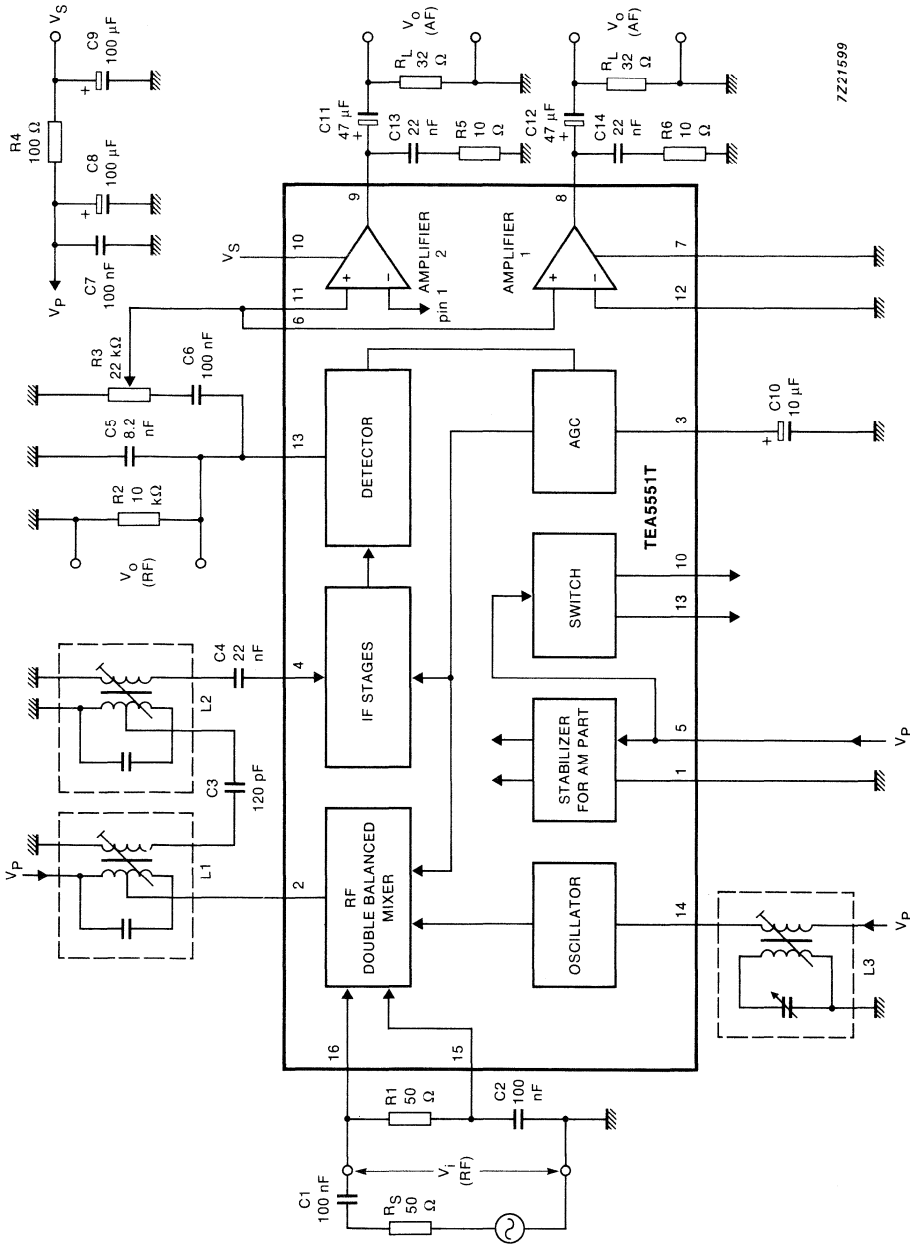 V_P
C7
100 nF
C8
100 µF
+
R4
100 Ω
C9
100 µF
+
V_S
V_P
L1
C3
120 pF
L2
C4
22
nF
V_o
(RF)
R2
10
kΩ
C5
8.2
nF
R3
22 kΩ
C6
100 nF
2
4
13
6
11
10
V_S
C1
100 nF
R_S
50
Ω
V_i
(RF)
R1
50
Ω
C2
100
nF
16
15
RF
DOUBLE BALANCED
MIXER
IF STAGES
DETECTOR
+
−
pin 1
AMPLIFIER
2
9
C11
47 µF
+
C13
22
nF
R5
10
Ω
R_L
32
Ω
V_o
(AF)
OSCILLATOR
STABILIZER
FOR AM PART
SWITCH
AGC
AMPLIFIER
1
+
−
8
C12
47 µF
+
C14
22
nF
R6
10
Ω
R_L
32
Ω
V_o
(AF)
14
1
5
13
10
TEA5551T
3
12
7
L3
V_P
V_P
C10
10 µF
+
7Z21599